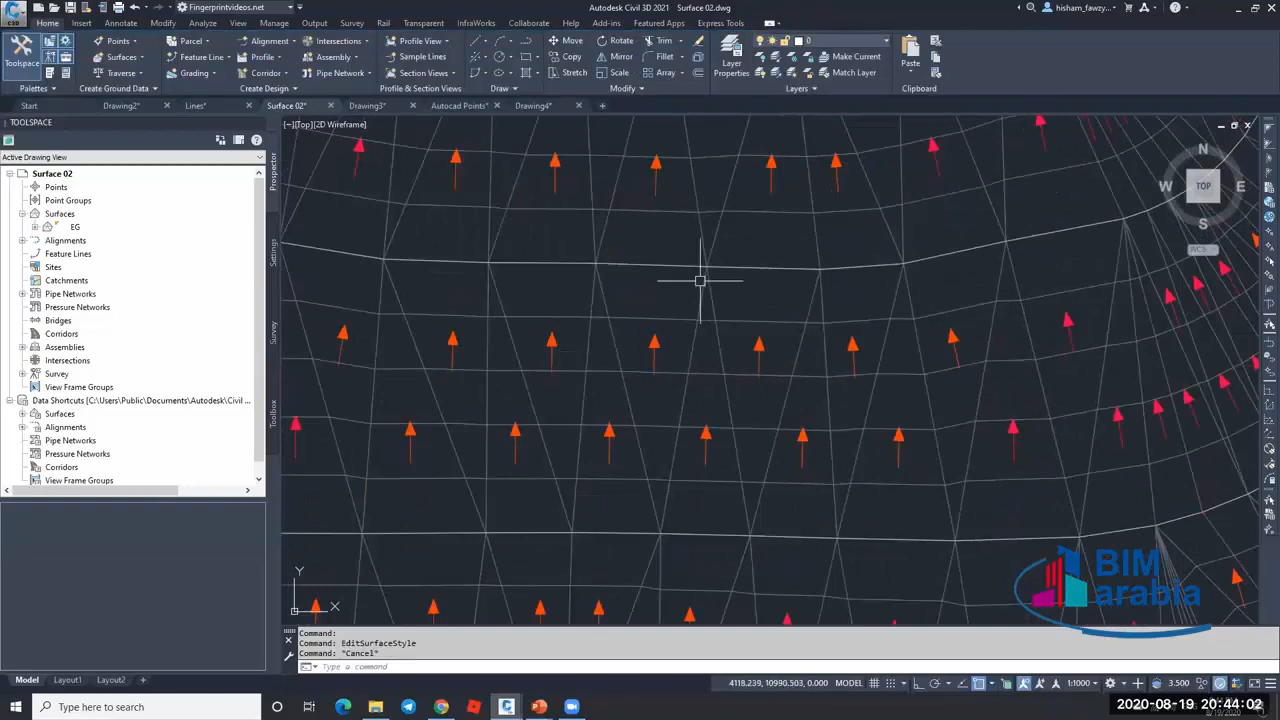 Fingerprintvideos.net
Autodesk Civil 3D 2021 Surface 02.dwg
hisham_fawzy...
Home Insert Annotate Modify Analyze View Manage Output Survey Rail Transparent InfraWorks Collaborate Help Add-ins Featured Apps Express Tools
Toolspace
Palettes
Points
Surfaces
Traverse
Create Ground Data
Parcel
Feature Line
Grading
Alignment
Profile
Corridor
Intersections
Assembly
Pipe Network
Create Design
Profile View
Sample Lines
Section Views
Profile & Section Views
Draw
Move
Copy
Stretch
Rotate
Mirror
Scale
Trim
Fillet
Array
Modify
Layer
Properties
0
Make Current
Match Layer
Layers
Paste
Clipboard
Start Drawing2* Lines* Surface 02* Drawing3* Autocad Points* Drawing4*
TOOLSPACE
Active Drawing View
Surface 02
Points
Point Groups
Surfaces
EG
Alignments
Feature Lines
Sites
Catchments
Pipe Networks
Pressure Networks
Bridges
Corridors
Assemblies
Intersections
Survey
View Frame Groups
Data Shortcuts [C:\Users\Public\Documents\Autodesk\Civil ...
Surfaces
Alignments
Pipe Networks
Pressure Networks
Corridors
View Frame Groups
Prospector
Settings
Survey
Toolbox
[−][Top][2D Wireframe]
N
W TOP E
S
WCS
Y
X
BIM
arabia
Command:
Command: EditSurfaceStyle
Command: *Cancel*
Type a command
Model Layout1 Layout2
4118.239, 10990.503, 0.000 MODEL
1:1000
3.500
Type here to search
2020-08-19 20:44:02